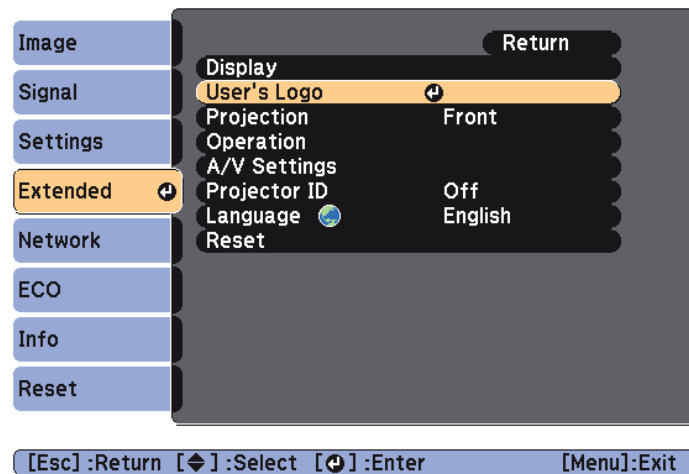 Image
Signal
Settings
Extended
Network
ECO
Info
Reset
Return
Display
User's Logo
Projection Front
Operation
A/V Settings
Projector ID Off
Language English
Reset
[Esc] :Return [] :Select [] :Enter [Menu]:Exit